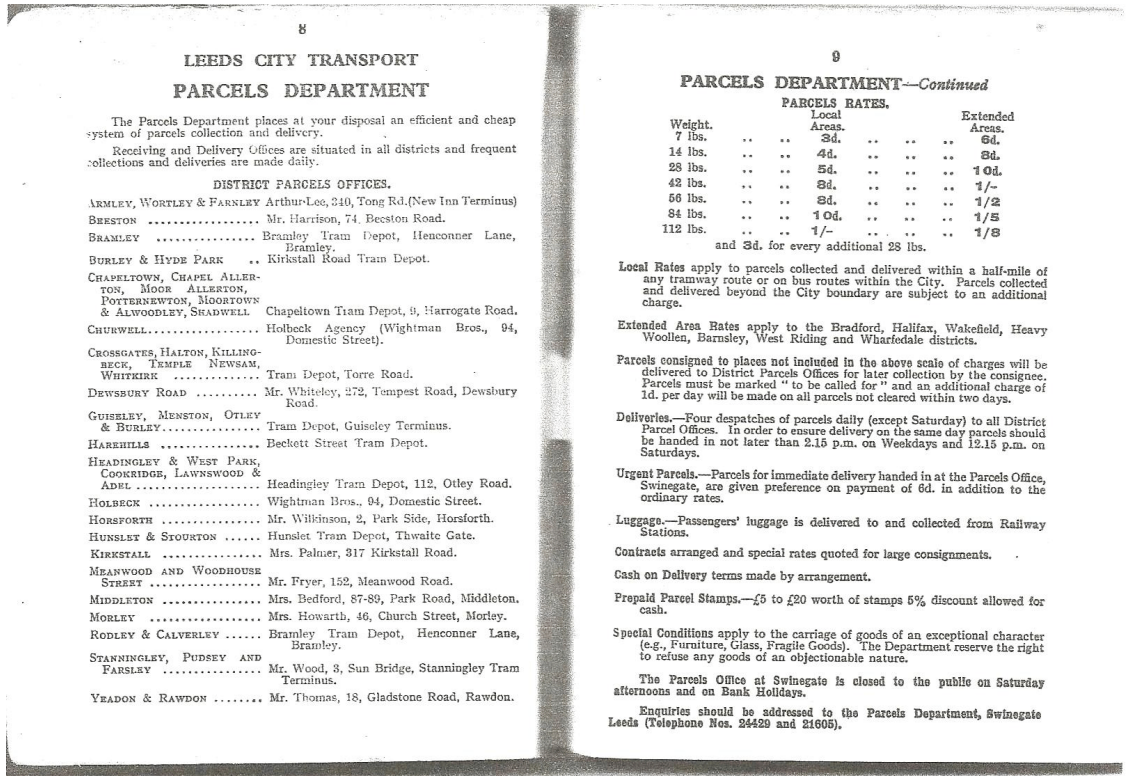 8
LEEDS CITY TRANSPORT
PARCELS DEPARTMENT
The Parcels Department places at your disposal an efficient and cheap
system of parcels collection and delivery.
Receiving and Delivery Offices are situated in all districts and frequent
collections and deliveries are made daily.
DISTRICT PARCELS OFFICES.
ARMLEY, WORTLEY & FARNLEY Arthur Lee, 340, Tong Rd.(New Inn Terminus)
BEESTON ................. Mr. Harrison, 74, Beeston Road.
BRAMLEY ............... Bramley Tram Depot, Henconner Lane,
Bramley.
BURLEY & HYDE PARK .. Kirkstall Road Tram Depot.
CHAPELTOWN, CHAPEL ALLER-
TON, MOOR ALLERTON,
POTTERNEWTON, MOORTOWN
& ALWOODLEY, SHADWELL Chapeltown Tram Depot, 9, Harrogate Road.
CHURWELL................. Holbeck Agency (Wightman Bros., 94,
Domestic Street).
CROSSGATES, HALTON, KILLING-
BECK, TEMPLE NEWSAM,
WHITKIRK ............. Tram Depot, Torre Road.
DEWSBURY ROAD .......... Mr. Whiteley, 272, Tempest Road, Dewsbury
Road.
GUISELEY, MENSTON, OTLEY
& BURLEY............... Tram Depot, Guiseley Terminus.
HAREHILLS ............... Beckett Street Tram Depot.
HEADINGLEY & WEST PARK,
COOKRIDGE, LAWNSWOOD &
ADEL ................... Headingley Tram Depot, 112, Otley Road.
HOLBECK ................ Wightman Bros., 94, Domestic Street.
HORSFORTH ............... Mr. Wilkinson, 2, Park Side, Horsforth.
HUNSLET & STOURTON ...... Hunslet Tram Depot, Thwaite Gate.
KIRKSTALL ............... Mrs. Palmer, 317 Kirkstall Road.
MEANWOOD AND WOODHOUSE
STREET ................. Mr. Fryer, 152, Meanwood Road.
MIDDLETON ................ Mrs. Bedford, 87-89, Park Road, Middleton.
MORLEY .................. Mrs. Howarth, 46, Church Street, Morley.
RODLEY & CALVERLEY ...... Bramley Tram Depot, Henconner Lane,
Bramley.
STANNINGLEY, PUDSEY AND
FARSLEY ................ Mr. Wood, 3, Sun Bridge, Stanningley Tram
Terminus.
YEADON & RAWDON ........ Mr. Thomas, 18, Gladstone Road, Rawdon.
9
PARCELS DEPARTMENT—Continued
PARCELS RATES.
Weight. Local Areas. Extended Areas.
7 lbs. .. .. 3d. .. .. .. 6d.
14 lbs. .. .. 4d. .. .. .. 8d.
28 lbs. .. .. 5d. .. .. .. 10d.
42 lbs. .. .. 8d. .. .. .. 1/-
56 lbs. .. .. 8d. .. .. .. 1/2
84 lbs. .. .. 10d. .. .. .. 1/5
112 lbs. .. .. 1/- .. .. .. 1/8
and 3d. for every additional 28 lbs.
Local Rates apply to parcels collected and delivered within a half-mile of
any tramway route or on bus routes within the City. Parcels collected
and delivered beyond the City boundary are subject to an additional
charge.
Extended Area Rates apply to the Bradford, Halifax, Wakefield, Heavy
Woollen, Barnsley, West Riding and Wharfedale districts.
Parcels consigned to places not included in the above scale of charges will be
delivered to District Parcels Offices for later collection by the consignee.
Parcels must be marked " to be called for " and an additional charge of
1d. per day will be made on all parcels not cleared within two days.
Deliveries.—Four despatches of parcels daily (except Saturday) to all District
Parcel Offices. In order to ensure delivery on the same day parcels should
be handed in not later than 2.15 p.m. on Weekdays and 12.15 p.m. on
Saturdays.
Urgent Parcels.—Parcels for immediate delivery handed in at the Parcels Office,
Swinegate, are given preference on payment of 6d. in addition to the
ordinary rates.
Luggage.—Passengers' luggage is delivered to and collected from Railway
Stations.
Contracts arranged and special rates quoted for large consignments.
Cash on Delivery terms made by arrangement.
Prepaid Parcel Stamps.—£5 to £20 worth of stamps 5% discount allowed for
cash.
Special Conditions apply to the carriage of goods of an exceptional character
(e.g., Furniture, Glass, Fragile Goods). The Department reserve the right
to refuse any goods of an objectionable nature.
The Parcels Office at Swinegate is closed to the public on Saturday
afternoons and on Bank Holidays.
Enquiries should be addressed to the Parcels Department, Swinegate
Leeds (Telephone Nos. 24429 and 21605).